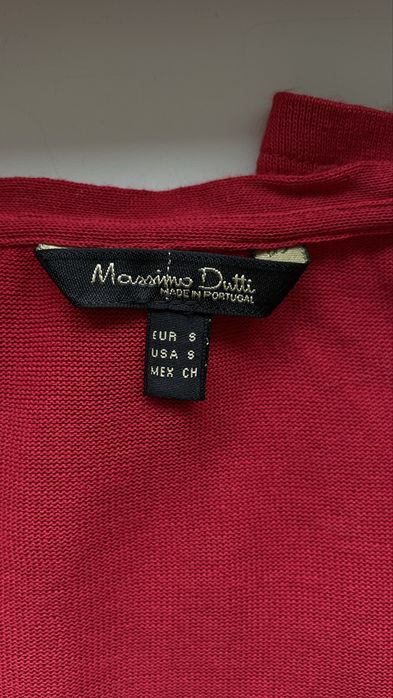 Massimo Dutti
MADE IN PORTUGAL
EUR S
USA S
MEX CH